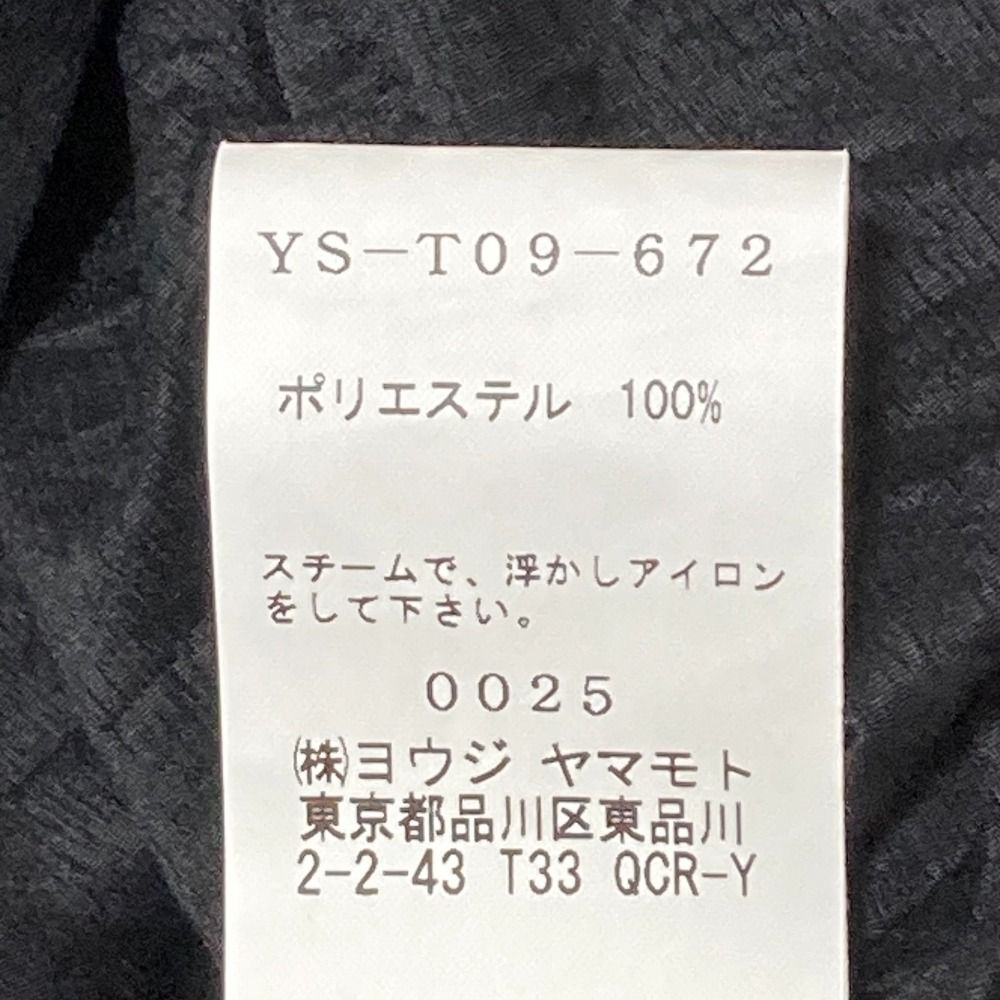 YS-T09-672
ポリエステル 100%
スチームで、浮かしアイロン
をして下さい。
0025
㈱ヨウジ ヤマモト
東京都品川区東品川
2-2-43 T33 QCR-Y